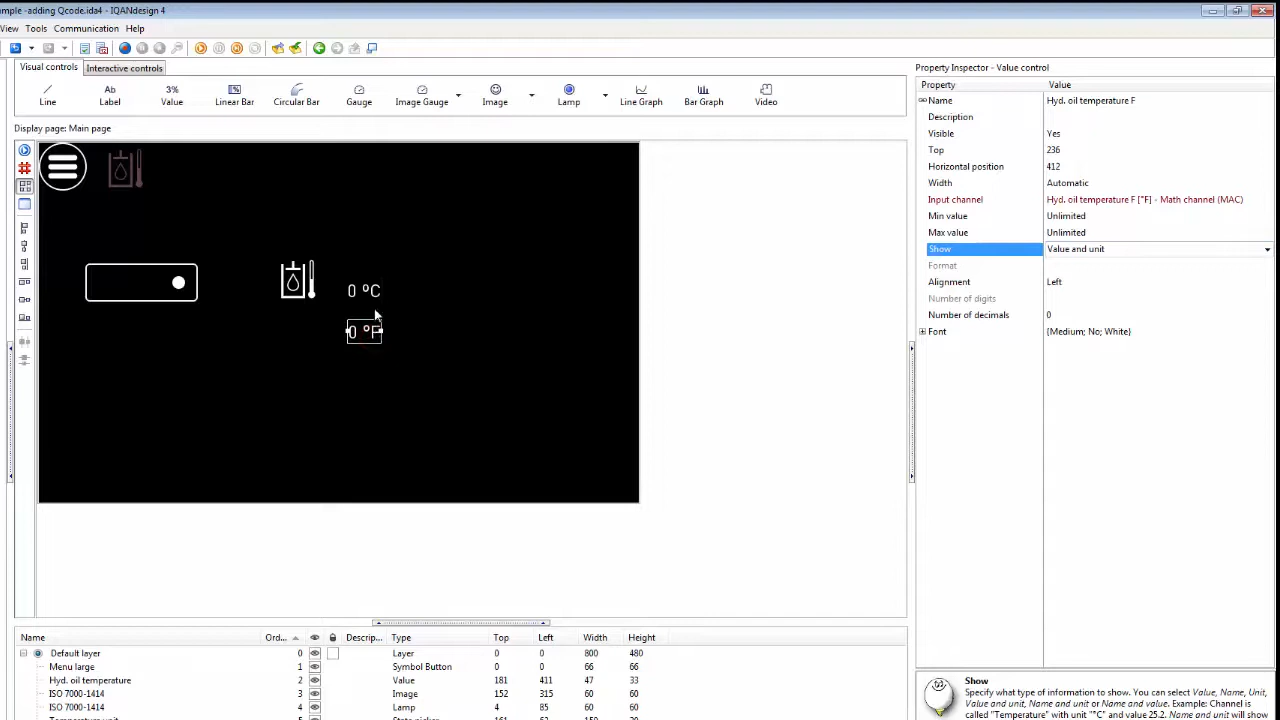 mple -adding Qcode.ida4 - IQANdesign 4
View Tools Communication Help
Visual controls Interactive controls
Line Label Value Linear Bar Circular Bar Gauge Image Gauge Image Lamp Line Graph Bar Graph Video
Ab 3%
Display page: Main page
0 ºC
0 ºF
Property Inspector - Value control
Property Value
Name Hyd. oil temperature F
Description
Visible Yes
Top 236
Horizontal position 412
Width Automatic
Input channel Hyd. oil temperature F [°F] - Math channel (MAC)
Min value Unlimited
Max value Unlimited
Show Value and unit
Format
Alignment Left
Number of digits
Number of decimals 0
Font {Medium; No; White}
Name Ord... Descrip... Type Top Left Width Height
Default layer 0 Layer 0 0 800 480
Menu large 1 Symbol Button 0 0 66 66
Hyd. oil temperature 2 Value 181 411 47 33
ISO 7000-1414 3 Image 152 315 60 60
ISO 7000-1414 4 Lamp 4 85 60 60
Show
Specify what type of information to show. You can select Value, Name, Unit,
Value and unit, Name and unit or Name and value. Example: Channel is
called "Temperature" with unit "°C" and value 25.2. Name and unit will show